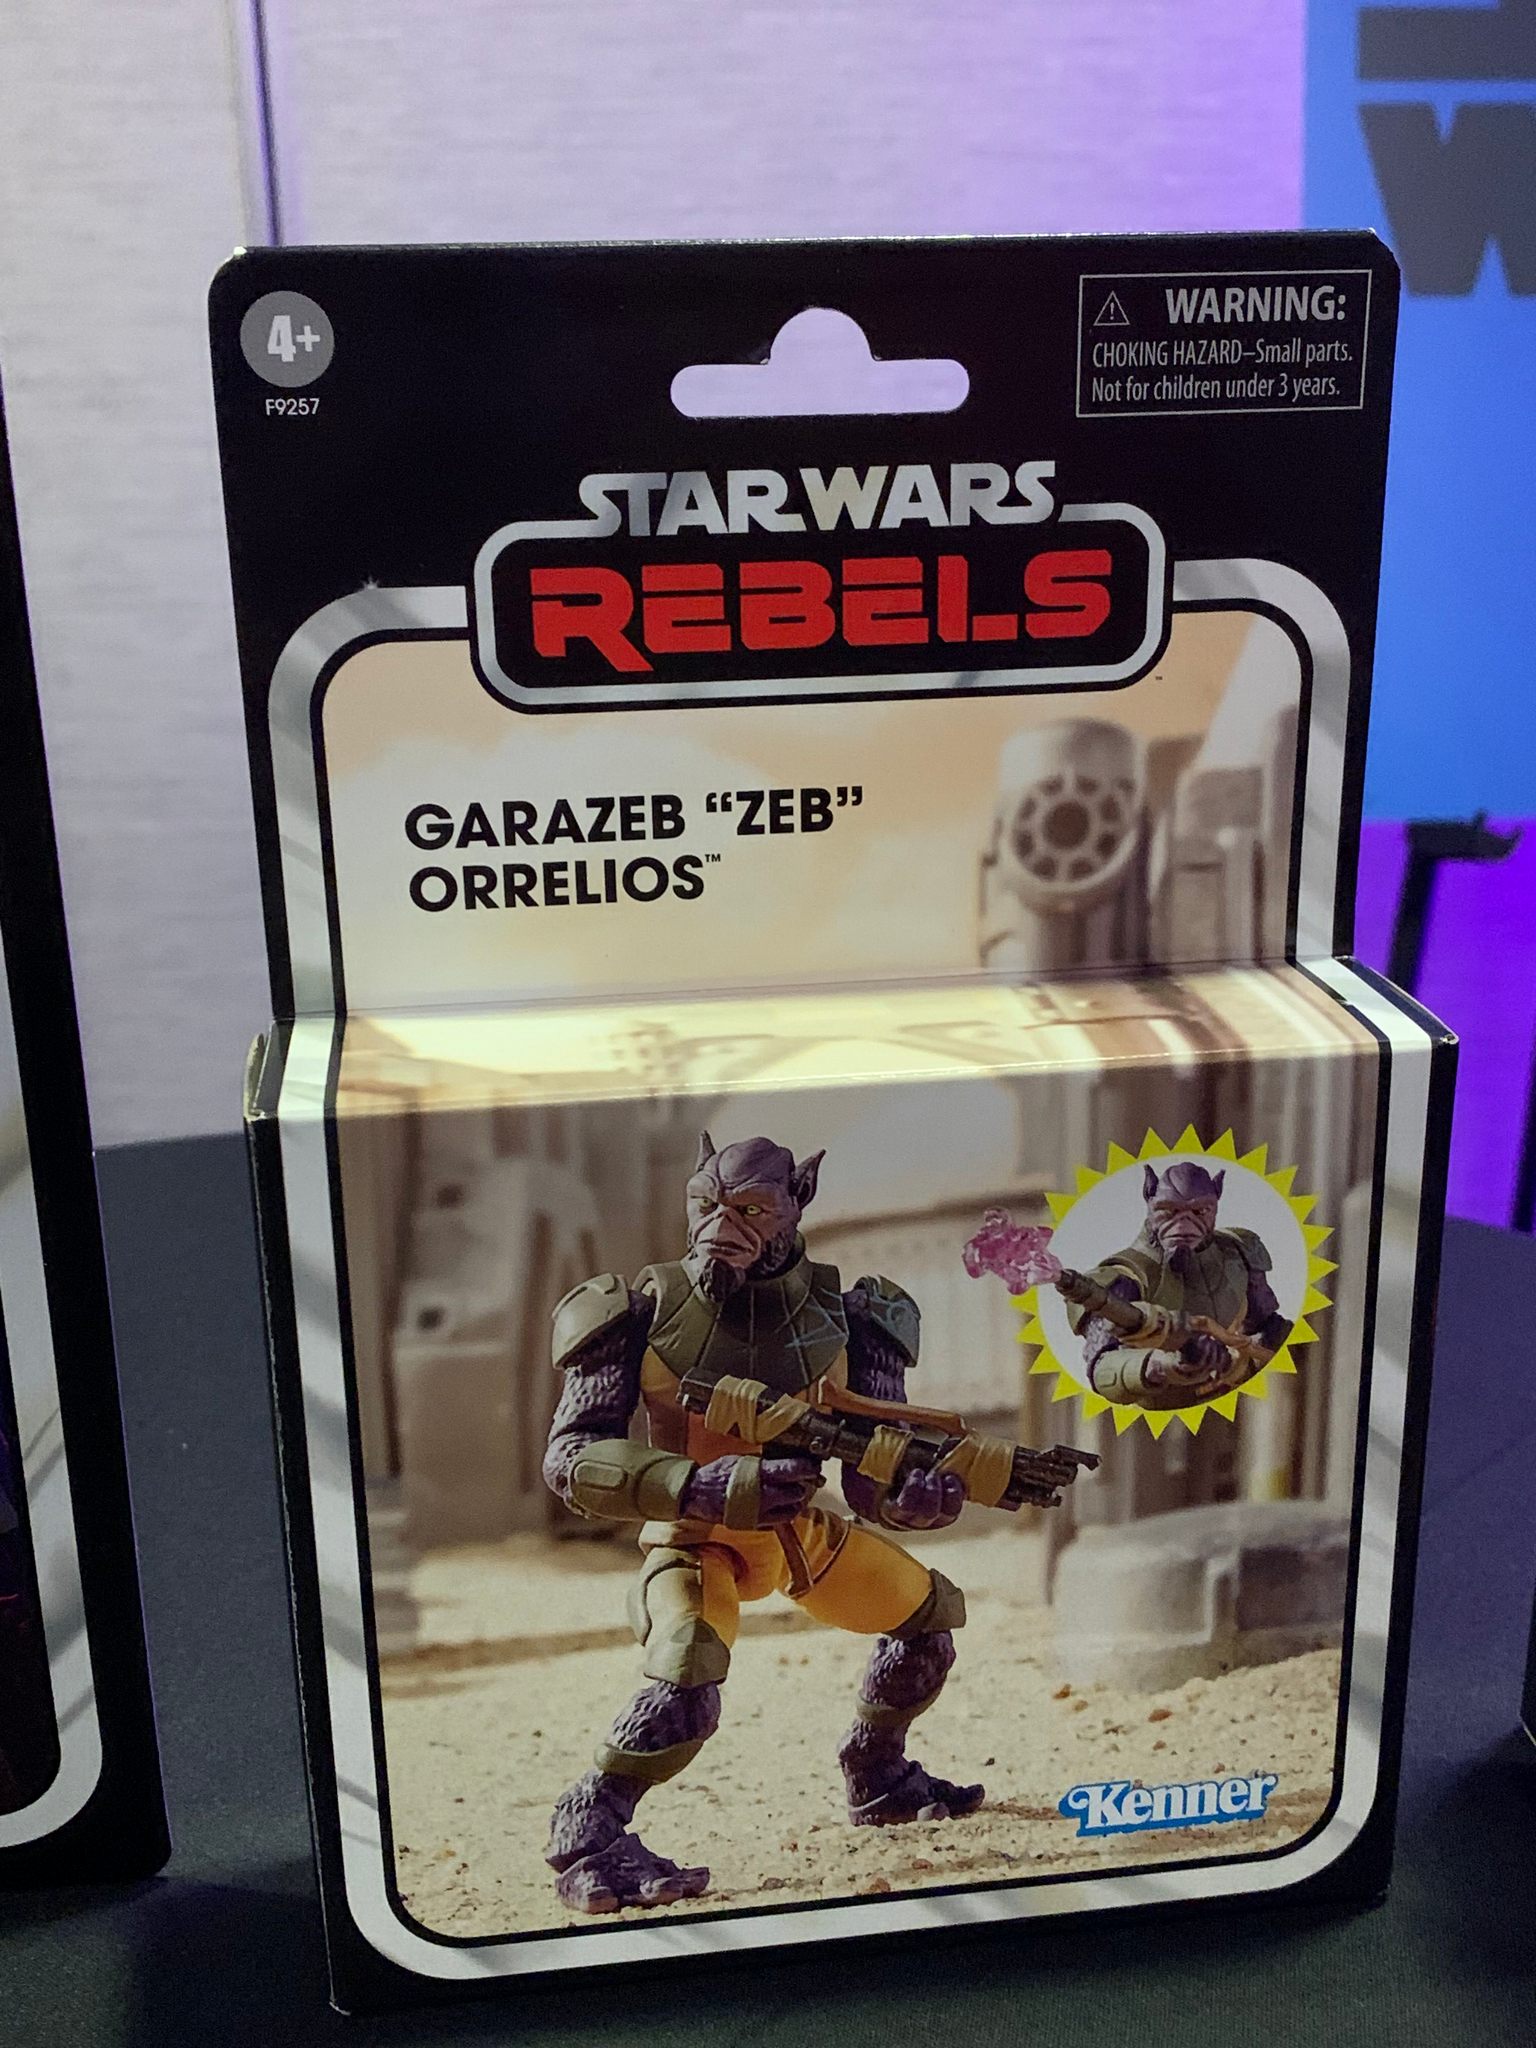 4+
F9257
WARNING:
CHOKING HAZARD–Small parts.
Not for children under 3 years.
STAR WARS
REBELS
™
GARAZEB “ZEB”
ORRELIOS™
Kenner